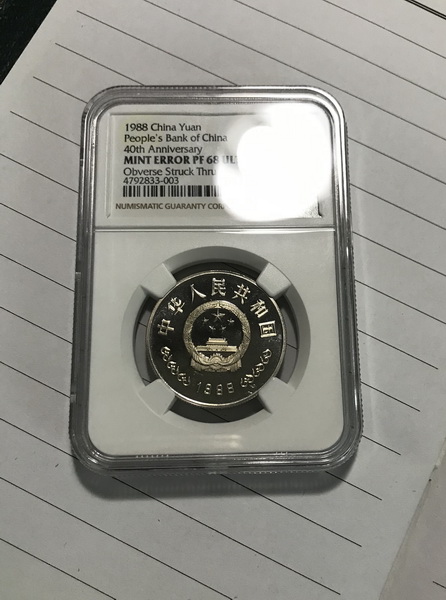 1988 China Yuan
People's Bank of China
40th Anniversary
MINT ERROR PF 68
Obverse Struck
4792833-003
NUMISMATIC GUARANTY
中华人民共和国
1988